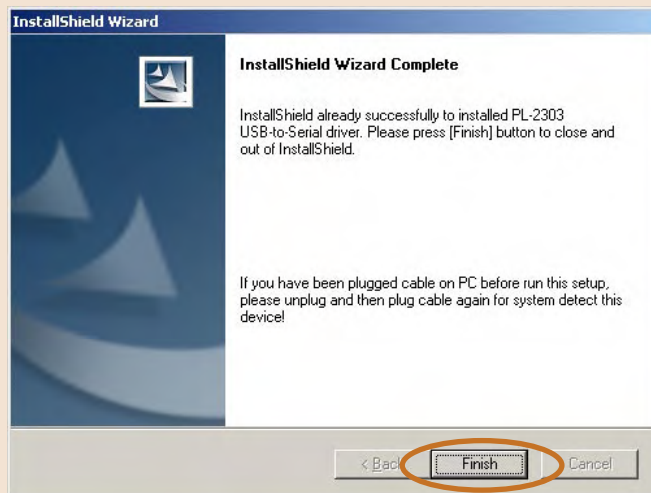 InstallShield Wizard
InstallShield Wizard Complete
InstallShield already successfully to installed PL-2303
USB-to-Serial driver. Please press [Finish] button to close and
out of InstallShield.
If you have been plugged cable on PC before run this setup,
please unplug and then plug cable again for system detect this
device!
< Bac Finish Cancel